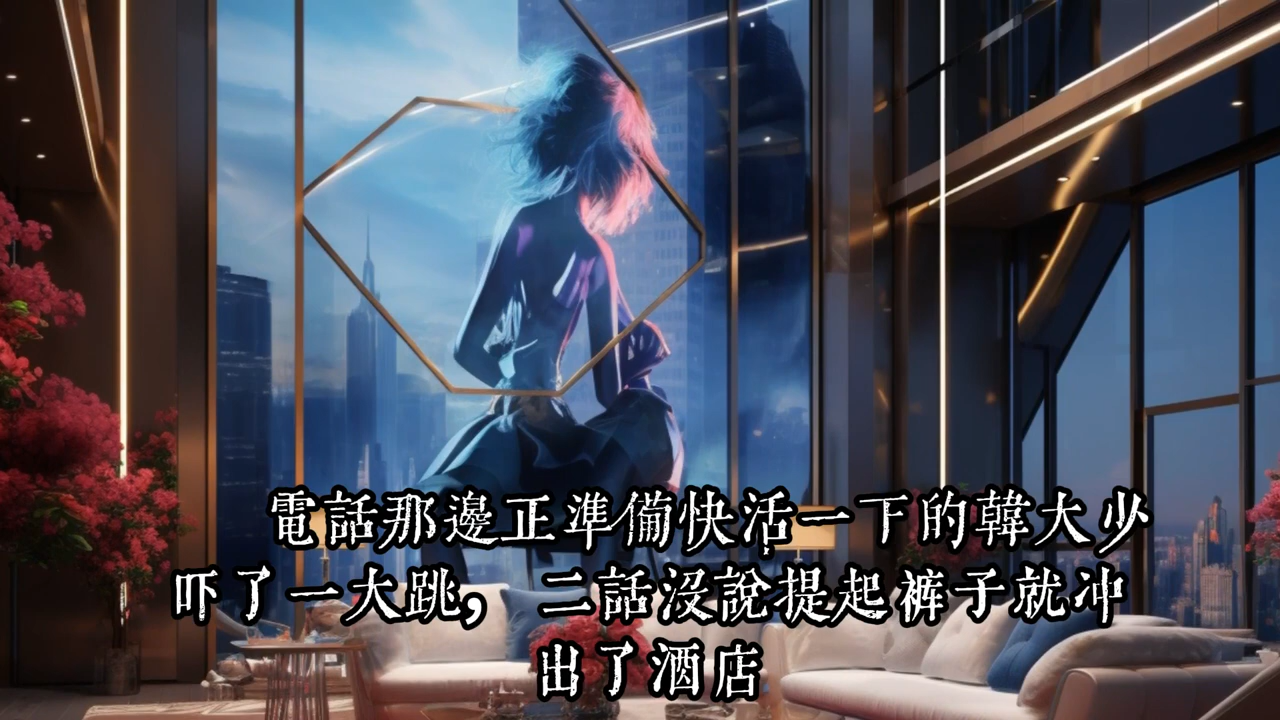 電話那邊正準備快活一下的韓大少
吓了一大跳，二話沒說提起褲子就冲
出了酒店